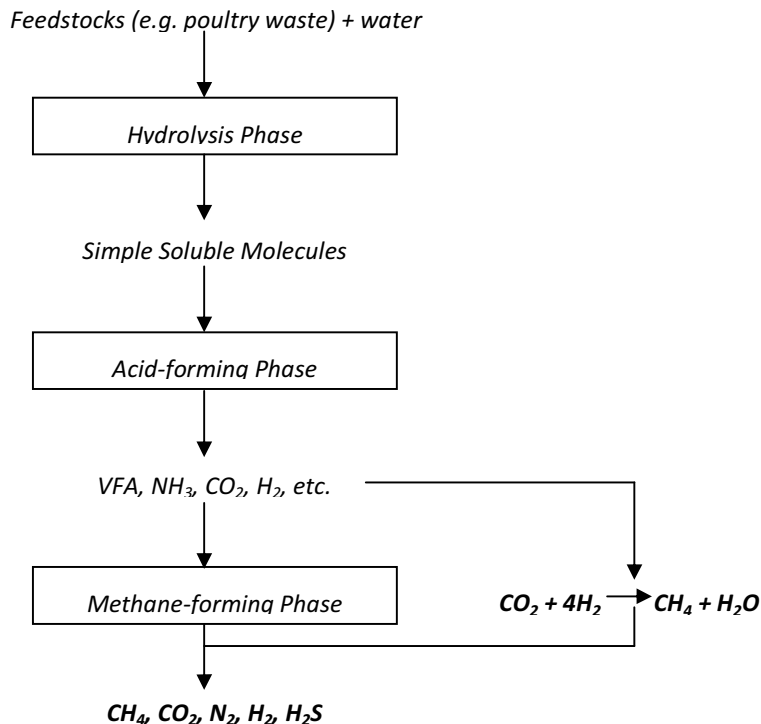 Feedstocks (e.g. poultry waste) + water
Hydrolysis Phase
Simple Soluble Molecules
Acid-forming Phase
VFA, NH₃, CO₂, H₂, etc.
Methane-forming Phase
CO₂ + 4H₂ → CH₄ + H₂O
CH₄, CO₂, N₂, H₂, H₂S